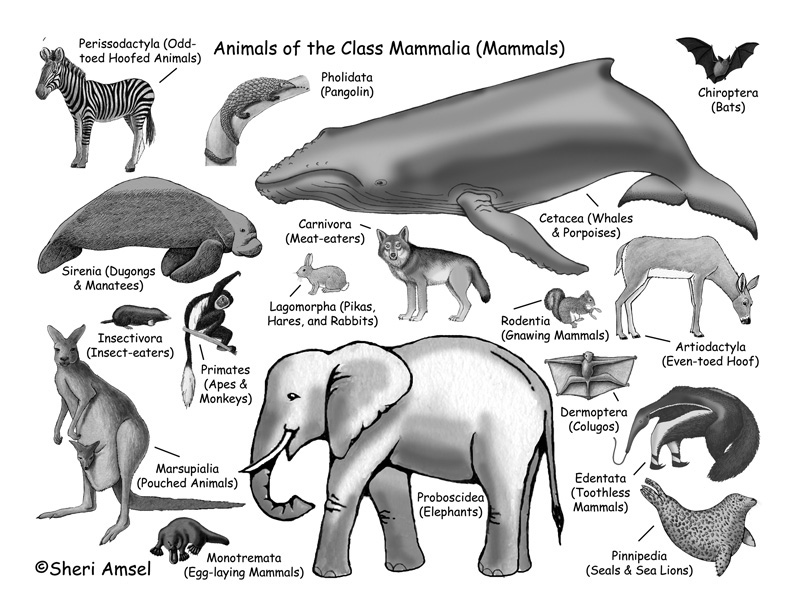 Animals of the Class Mammalia (Mammals)
Perissodactyla (Odd-
toed Hoofed Animals)
Pholidata
(Pangolin)
Chiroptera
(Bats)
Cetacea (Whales
& Porpoises)
Carnivora
(Meat-eaters)
Sirenia (Dugongs
& Manatees)
Lagomorpha (Pikas,
Hares, and Rabbits)
Rodentia
(Gnawing Mammals)
Artiodactyla
(Even-toed Hoof)
Insectivora
(Insect-eaters)
Primates
(Apes &
Monkeys)
Dermoptera
(Colugos)
Marsupialia
(Pouched Animals)
Proboscidea
(Elephants)
Edentata
(Toothless
Mammals)
Monotremata
(Egg-laying Mammals)
Pinnipedia
(Seals & Sea Lions)
©Sheri Amsel